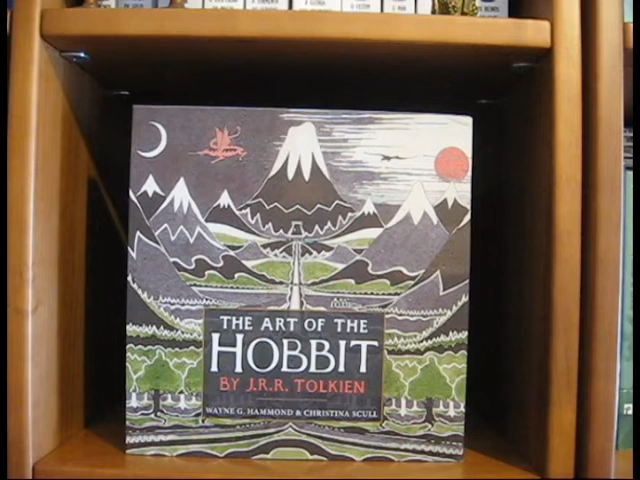 THE ART OF THE
HOBBIT
BY J.R.R. TOLKIEN
WAYNE G. HAMMOND & CHRISTINA SCULL